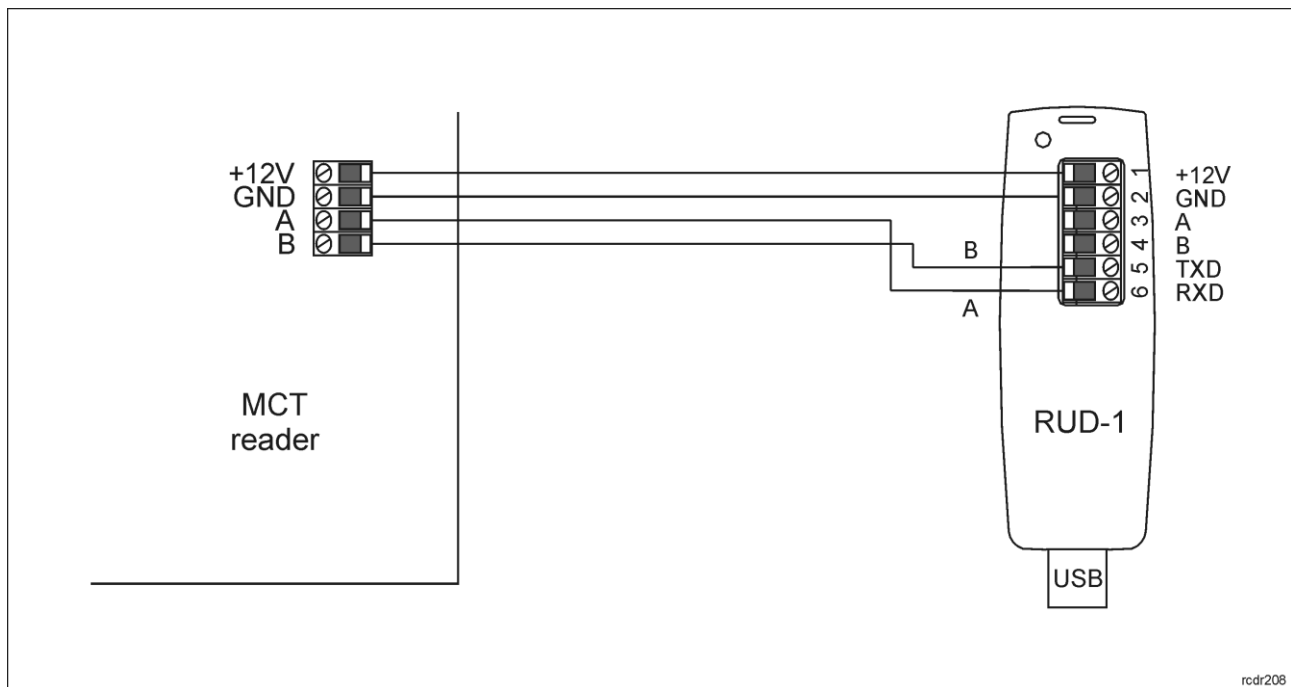 +12V
GND
A
B
MCT
reader
B
A
1
2
3
4
5
6
+12V
GND
A
B
TXD
RXD
RUD-1
USB
rcdr208